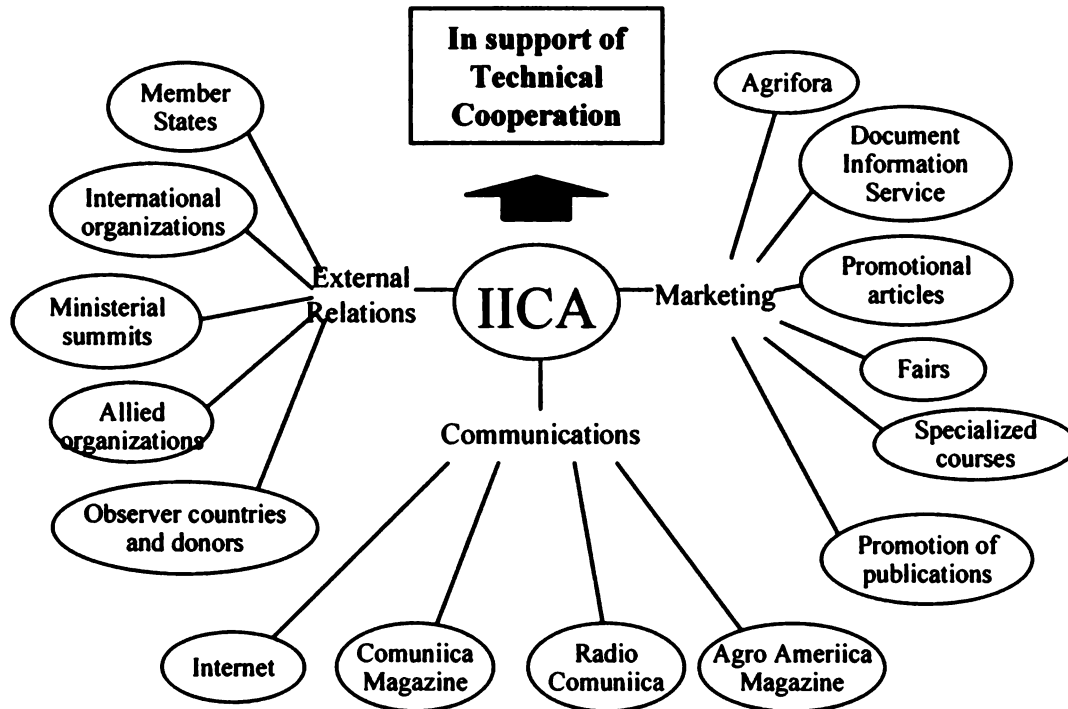 In support of
Technical
Cooperation
Member
States
International
organizations
Ministerial
summits
Allied
organizations
Observer countries
and donors
External
Relations
IICA
Marketing
Agrifora
Document
Information
Service
Promotional
articles
Fairs
Specialized
courses
Promotion of
publications
Communications
Internet
Comuniica
Magazine
Radio
Comuniica
Agro Ameriica
Magazine